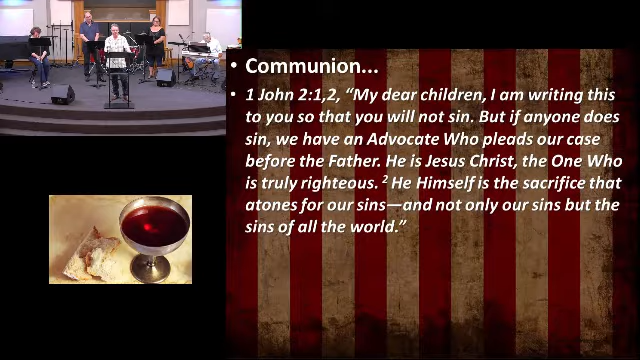 • Communion...
• 1 John 2:1,2, “My dear children, I am writing this
to you so that you will not sin. But if anyone does
sin, we have an Advocate Who pleads our case
before the Father. He is Jesus Christ, the One Who
is truly righteous. ² He Himself is the sacrifice that
atones for our sins—and not only our sins but the
sins of all the world.”